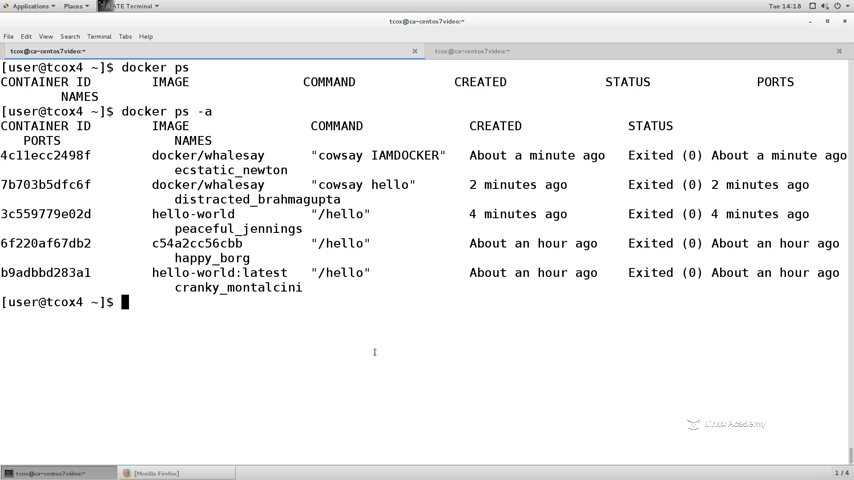 Applications Places MATE Terminal Tue 14:18
tcox@ca-centos7video:~
File Edit View Search Terminal Tabs Help
tcox@ca-centos7video:~ tcox@ca-centos7video:~
[user@tcox4 ~]$ docker ps
CONTAINER ID IMAGE COMMAND CREATED STATUS PORTS
NAMES
[user@tcox4 ~]$ docker ps -a
CONTAINER ID IMAGE COMMAND CREATED STATUS
PORTS NAMES
4c11ecc2498f docker/whalesay "cowsay IAMDOCKER" About a minute ago Exited (0) About a minute ago
ecstatic_newton
7b703b5dfc6f docker/whalesay "cowsay hello" 2 minutes ago Exited (0) 2 minutes ago
distracted_brahmagupta
3c559779e02d hello-world "/hello" 4 minutes ago Exited (0) 4 minutes ago
peaceful_jennings
6f220af67db2 c54a2cc56cbb "/hello" About an hour ago Exited (0) About an hour ago
happy_borg
b9adbbd283a1 hello-world:latest "/hello" About an hour ago Exited (0) About an hour ago
cranky_montalcini
[user@tcox4 ~]$
Linux Academy
tcox@ca-centos7video:~ [Mozilla Firefox] 1 / 4